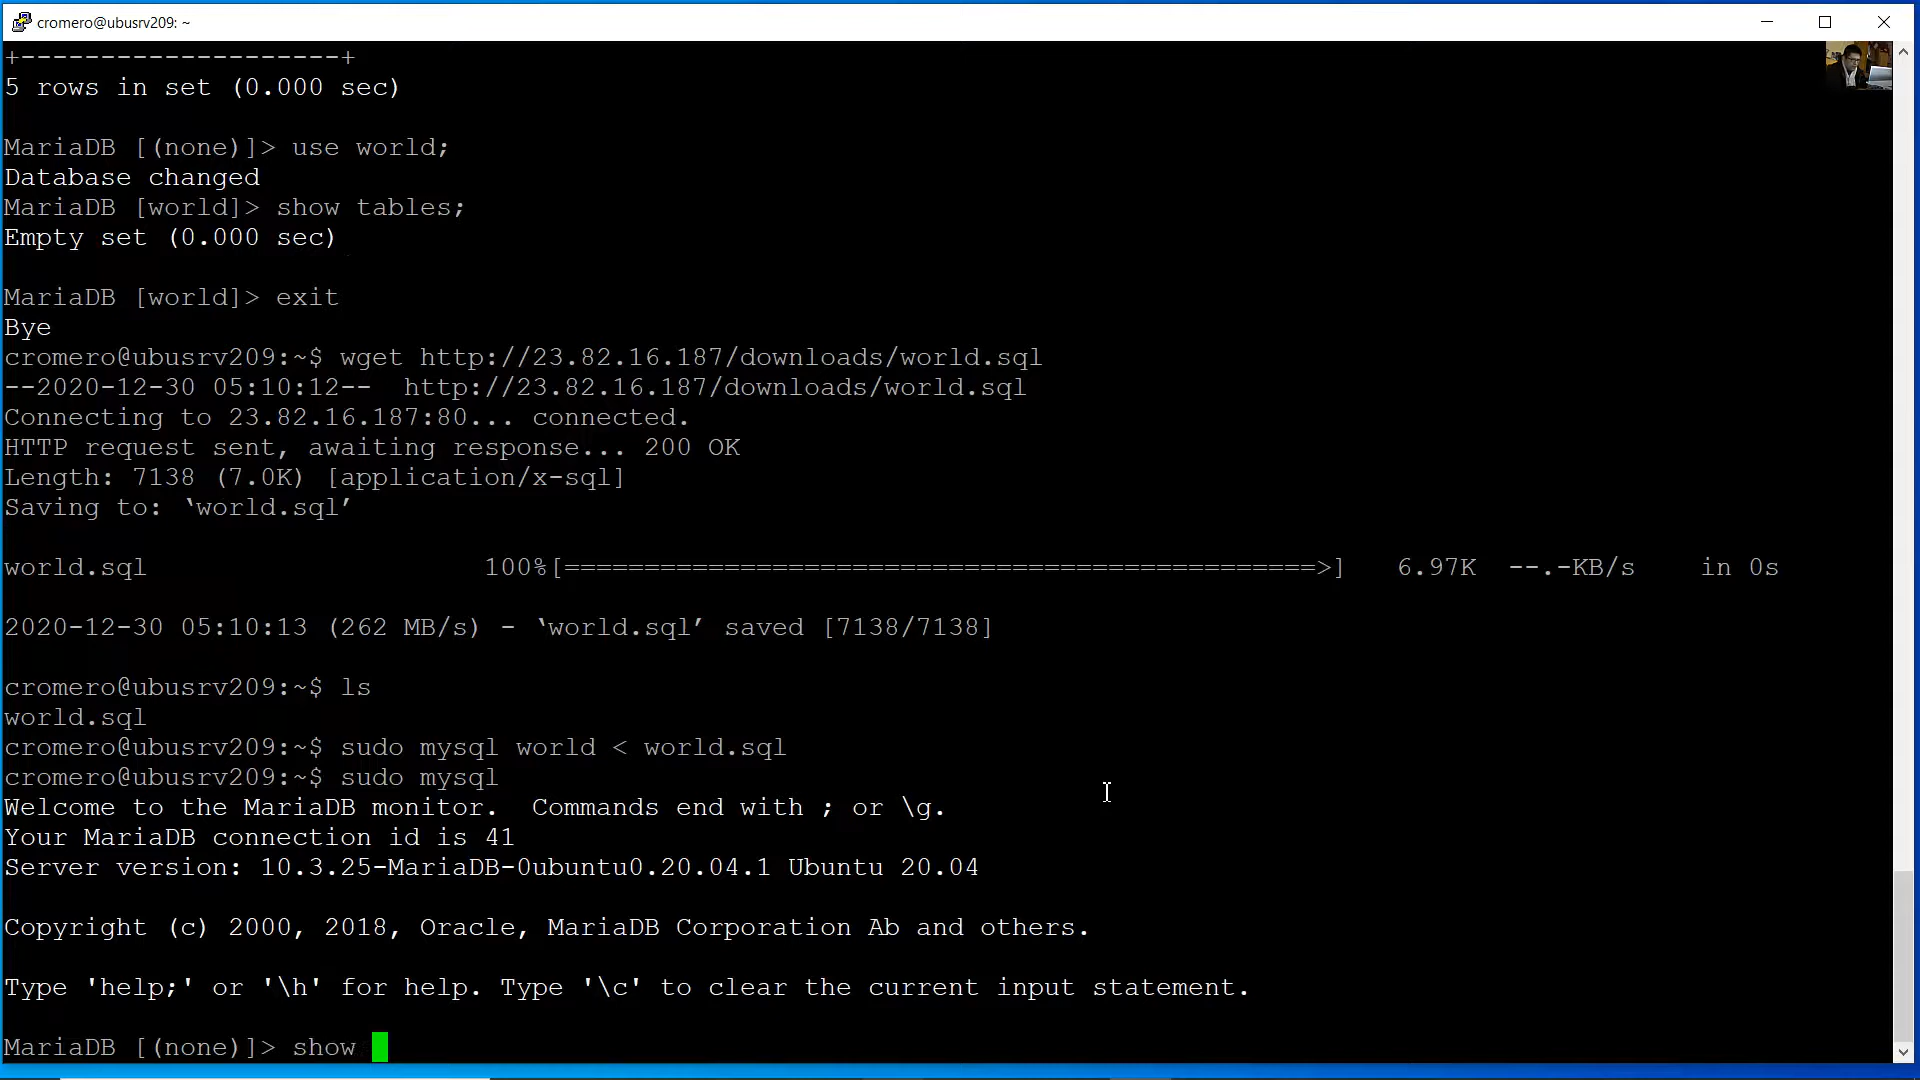 cromero@ubusrv209: ~
+--------------------+
5 rows in set (0.000 sec)
MariaDB [(none)]> use world;
Database changed
MariaDB [world]> show tables;
Empty set (0.000 sec)
MariaDB [world]> exit
Bye
cromero@ubusrv209:~$ wget http://23.82.16.187/downloads/world.sql
--2020-12-30 05:10:12--  http://23.82.16.187/downloads/world.sql
Connecting to 23.82.16.187:80... connected.
HTTP request sent, awaiting response... 200 OK
Length: 7138 (7.0K) [application/x-sql]
Saving to: ‘world.sql’
world.sql 100%[===============================================>] 6.97K --.-KB/s in 0s
2020-12-30 05:10:13 (262 MB/s) - ‘world.sql’ saved [7138/7138]
cromero@ubusrv209:~$ ls
world.sql
cromero@ubusrv209:~$ sudo mysql world < world.sql
cromero@ubusrv209:~$ sudo mysql
Welcome to the MariaDB monitor.  Commands end with ; or \g.
Your MariaDB connection id is 41
Server version: 10.3.25-MariaDB-0ubuntu0.20.04.1 Ubuntu 20.04
Copyright (c) 2000, 2018, Oracle, MariaDB Corporation Ab and others.
Type 'help;' or '\h' for help. Type '\c' to clear the current input statement.
MariaDB [(none)]> show